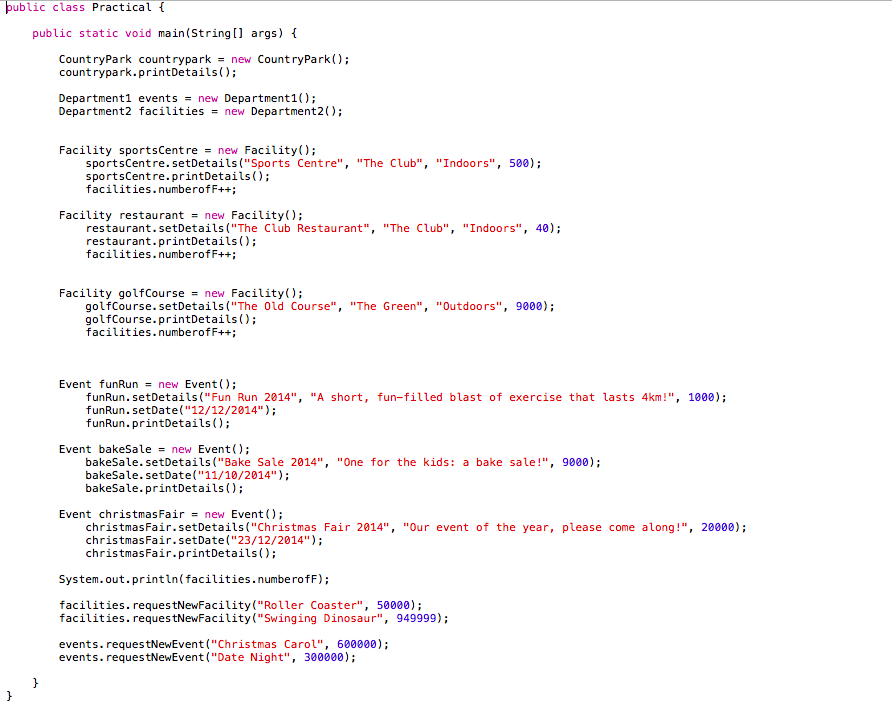 public class Practical {
public static void main(String[] args) {
CountryPark countrypark = new CountryPark();
countrypark.printDetails();
Department1 events = new Department1();
Department2 facilities = new Department2();
Facility sportsCentre = new Facility();
sportsCentre.setDetails("Sports Centre", "The Club", "Indoors", 500);
sportsCentre.printDetails();
facilities.numberofF++;
Facility restaurant = new Facility();
restaurant.setDetails("The Club Restaurant", "The Club", "Indoors", 40);
restaurant.printDetails();
facilities.numberofF++;
Facility golfCourse = new Facility();
golfCourse.setDetails("The Old Course", "The Green", "Outdoors", 9000);
golfCourse.printDetails();
facilities.numberofF++;
Event funRun = new Event();
funRun.setDetails("Fun Run 2014", "A short, fun-filled blast of exercise that lasts 4km!", 1000);
funRun.setDate("12/12/2014");
funRun.printDetails();
Event bakeSale = new Event();
bakeSale.setDetails("Bake Sale 2014", "One for the kids: a bake sale!", 9000);
bakeSale.setDate("11/10/2014");
bakeSale.printDetails();
Event christmasFair = new Event();
christmasFair.setDetails("Christmas Fair 2014", "Our event of the year, please come along!", 20000);
christmasFair.setDate("23/12/2014");
christmasFair.printDetails();
System.out.println(facilities.numberofF);
facilities.requestNewFacility("Roller Coaster", 50000);
facilities.requestNewFacility("Swinging Dinosaur", 949999);
events.requestNewEvent("Christmas Carol", 600000);
events.requestNewEvent("Date Night", 300000);
}
}